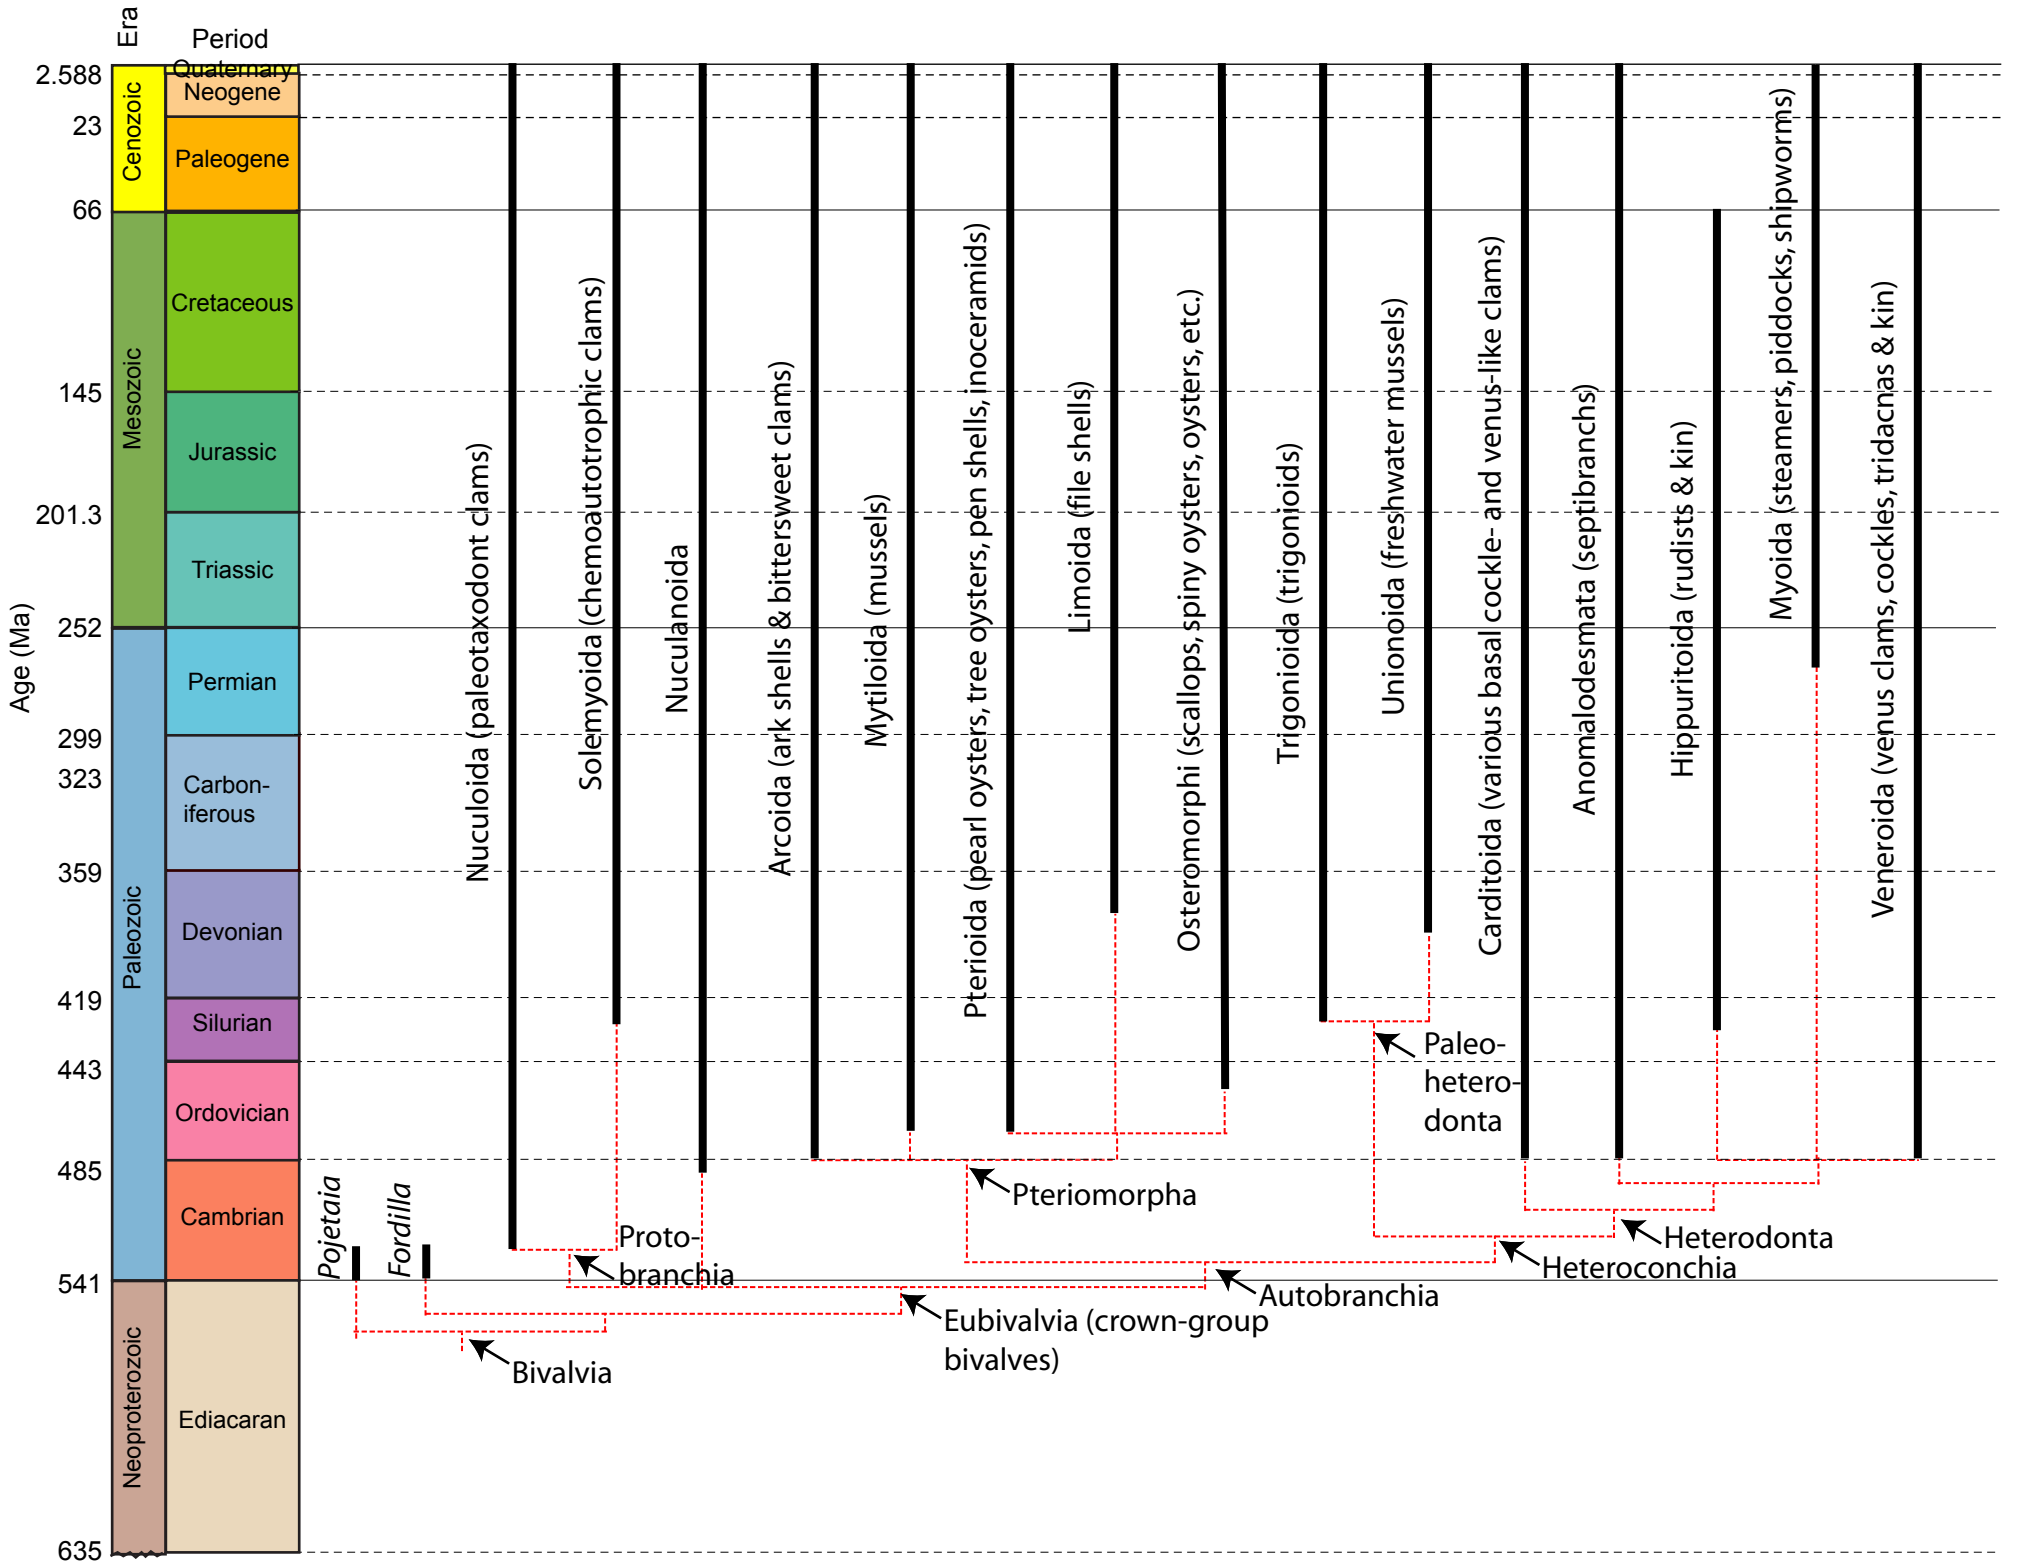 Era
Period
2.588
23
66
145
201.3
252
299
323
359
419
443
485
541
635
Age (Ma)
Cenozoic
Mesozoic
Paleozoic
Neoproterozoic
Quaternary
Neogene
Paleogene
Cretaceous
Jurassic
Triassic
Permian
Carbon-
iferous
Devonian
Silurian
Ordovician
Cambrian
Ediacaran
Pojetaia
Fordilla
Nuculoida (paleotaxodont clams)
Solemyoida (chemoautotrophic clams)
Nuculanoida
Arcoida (ark shells & bittersweet clams)
Mytiloida (mussels)
Pterioida (pearl oysters, tree oysters, pen shells, inoceramids)
Limoida (file shells)
Osteromorphi (scallops, spiny oysters, oysters, etc.)
Trigonioida (trigonioids)
Unionoida (freshwater mussels)
Carditoida (various basal cockle- and venus-like clams)
Anomalodesmata (septibranchs)
Hippuritoida (rudists & kin)
Myoida (steamers, piddocks, shipworms)
Veneroida (venus clams, cockles, tridacnas & kin)
Paleo-
hetero-
donta
Pteriomorpha
Proto-
branchia
Heterodonta
Heteroconchia
Autobranchia
Eubivalvia (crown-group
bivalves)
Bivalvia